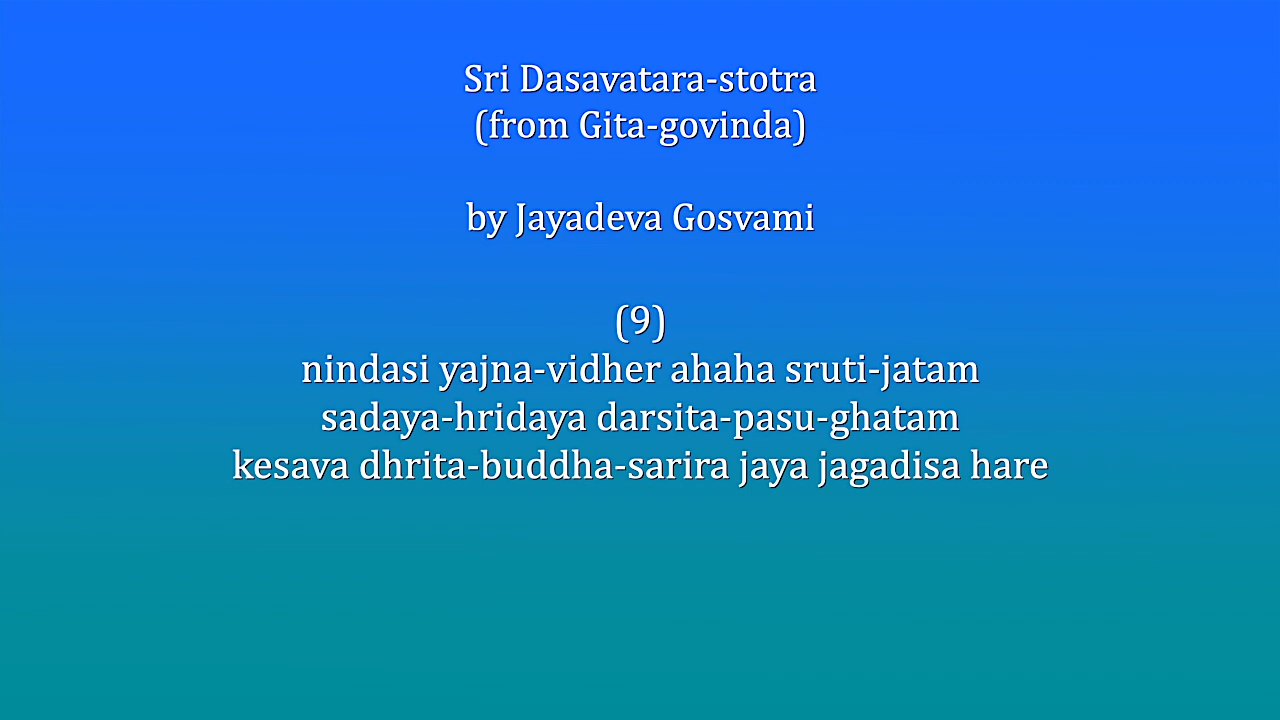 Sri Dasavatara-stotra
(from Gita-govinda)
by Jayadeva Gosvami
(9)
nindasi yajna-vidher ahaha sruti-jatam
sadaya-hridaya darsita-pasu-ghatam
kesava dhrita-buddha-sarira jaya jagadisa hare